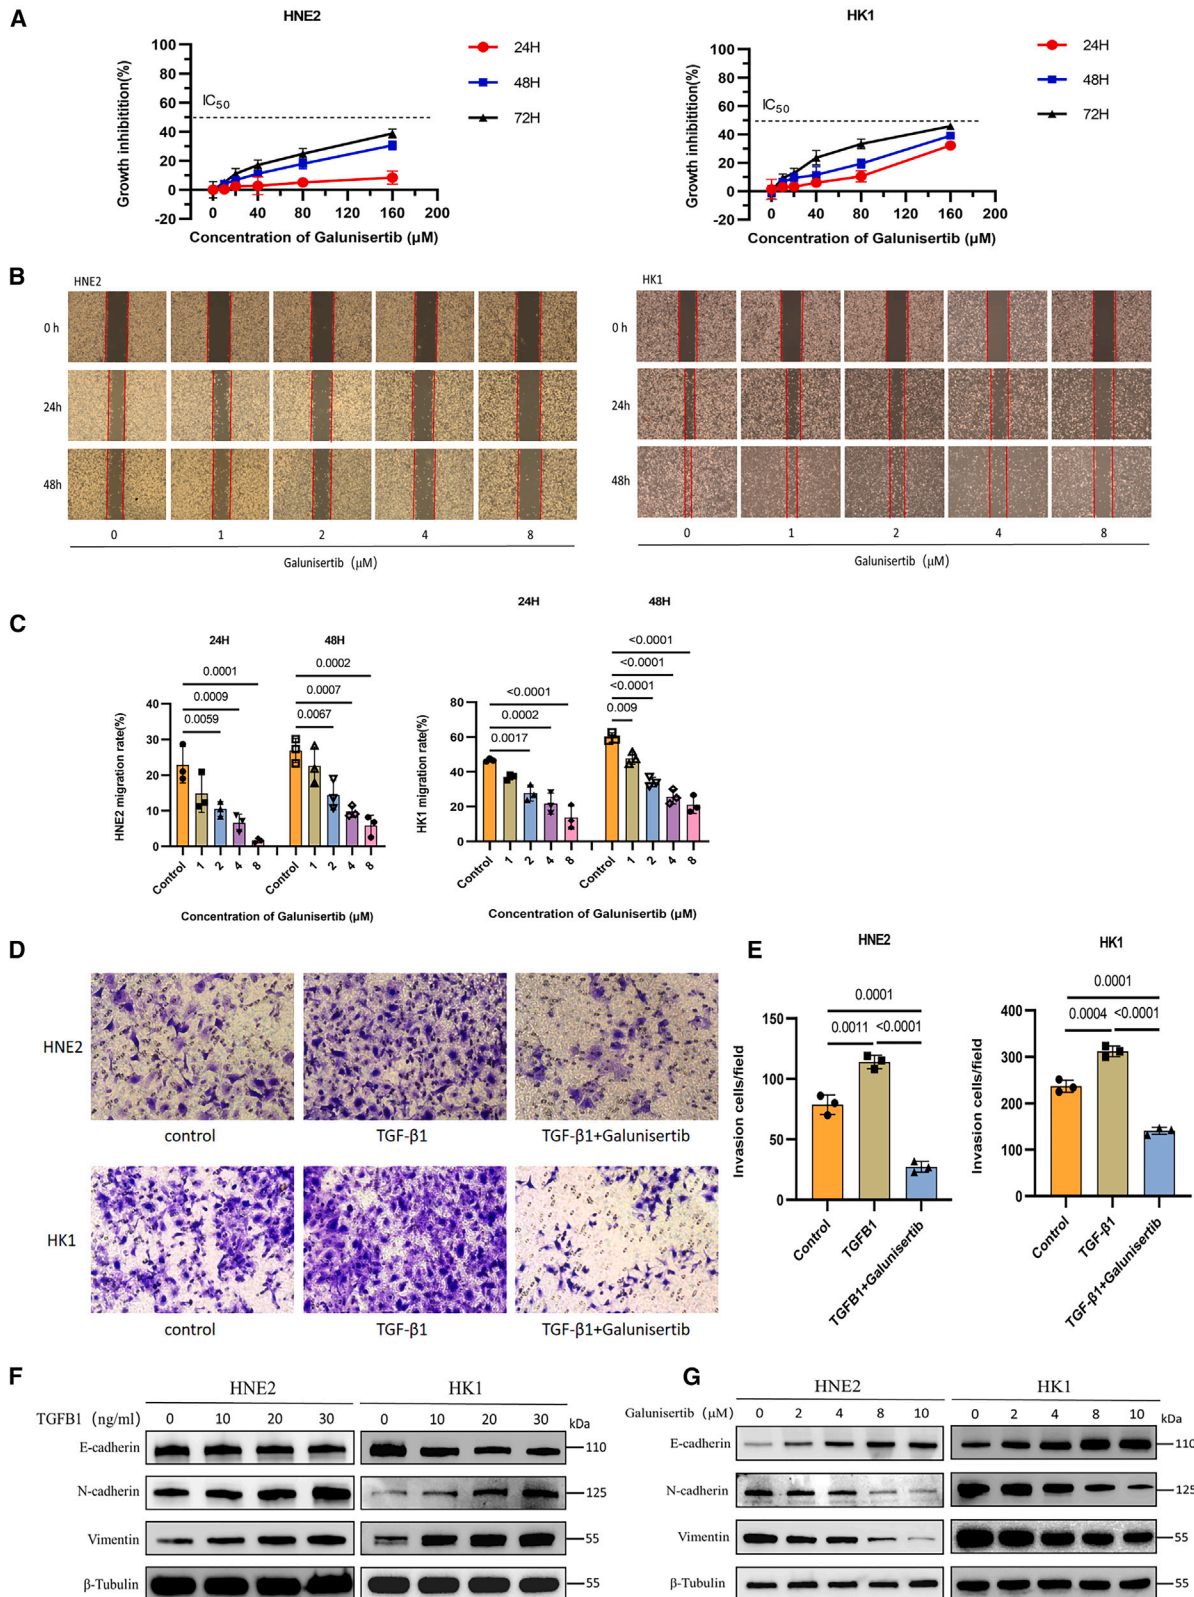 A
HNE2
HK1
100
80
60
40
20
0
-20
Growth inhibitition(%)
IC50
0 40 80 120 160 200
Concentration of Galunisertib (μM)
24H
48H
72H
100
80
60
40
20
0
-20
Growth inhibitition(%)
IC50
0 40 80 120 160 200
Concentration of Galunisertib (μM)
24H
48H
72H
B
HNE2
0 h
24h
48h
0 1 2 4 8
Galunisertib (μM)
HK1
0 h
24h
48h
0 1 2 4 8
Galunisertib (μM)
C
24H 48H
0.0001
0.0009
0.0059
0.0002
0.0007
0.0067
40
30
20
10
0
HNE2 migration rate(%)
Control 1 2 4 8 Control 1 2 4 8
Concentration of Galunisertib (μM)
24H 48H
<0.0001
0.0002
0.0017
<0.0001
<0.0001
<0.0001
0.009
80
60
40
20
0
HK1 migration rate(%)
Control 1 2 4 8 Control 1 2 4 8
Concentration of Galunisertib (μM)
D
HNE2
control TGF-β1 TGF-β1+Galunisertib
HK1
control TGF-β1 TGF-β1+Galunisertib
E
HNE2
0.0001
0.0011 <0.0001
150
100
50
0
Invasion cells/field
Control TGFB1 TGFB1+Galunisertib
HK1
0.0001
0.0004 <0.0001
400
300
200
100
0
Invasion cells/field
Control TGF-β1 TGF-β1+Galunisertib
F
HNE2 HK1
TGFB1 (ng/ml) 0 10 20 30 0 10 20 30 kDa
E-cadherin 110
N-cadherin 125
Vimentin 55
β-Tubulin 55
G
HNE2 HK1
Galunisertib (μM) 0 2 4 8 10 0 2 4 8 10 kDa
E-cadherin 110
N-cadherin 125
Vimentin 55
β-Tubulin 55